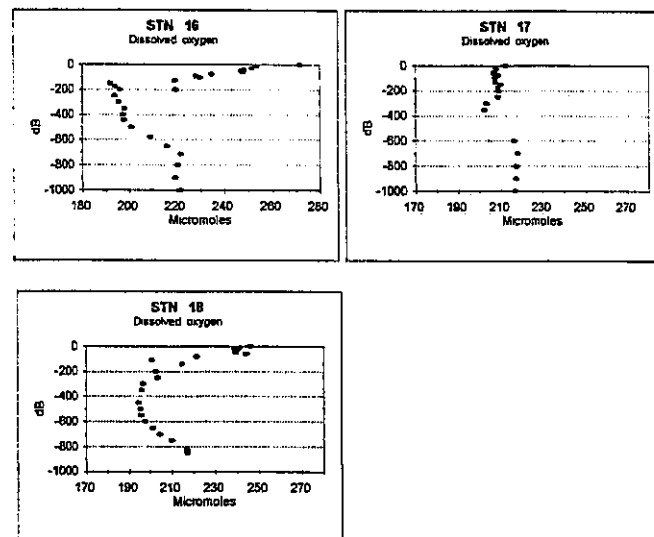 STN 16
Dissolved oxygen
0
-200
-400
-600
-800
-1000
dB
180 200 220 240 260 280
Micromoles
STN 17
Dissolved oxygen
0
-200
-400
-600
-800
-1000
dB
170 190 210 230 250 270
Micromoles
STN 18
Dissolved oxygen
0
-200
-400
-600
-800
-1000
dB
170 190 210 230 250 270
Micromoles